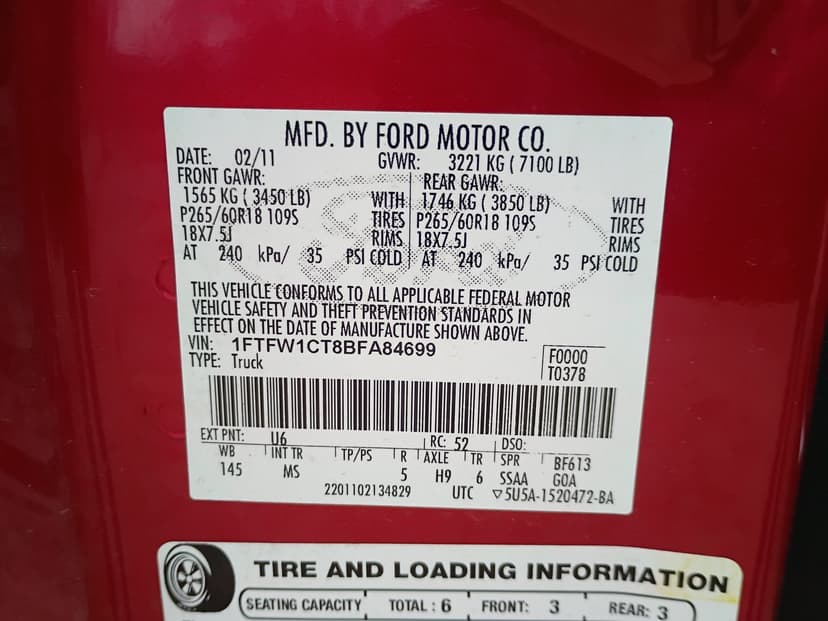 MFD. BY FORD MOTOR CO.
DATE: 02/11 GVWR: 3221 KG ( 7100 LB)
FRONT GAWR: REAR GAWR:
1565 KG ( 3450 LB) WITH 1746 KG ( 3850 LB) WITH
P265/60R18 109S TIRES P265/60R18 109S TIRES
18X7.5J RIMS 18X7.5J RIMS
AT 240 kPa/ 35 PSI COLD AT 240 kPa/ 35 PSI COLD
THIS VEHICLE CONFORMS TO ALL APPLICABLE FEDERAL MOTOR
VEHICLE SAFETY AND THEFT PREVENTION STANDARDS IN
EFFECT ON THE DATE OF MANUFACTURE SHOWN ABOVE.
VIN: 1FTFW1CT8BFA84699 F0000
TYPE: Truck T0378
EXT PNT: U6 RC: 52 DSO:
WB INT TR TP/PS R AXLE TR SPR BF613
145 MS 5 H9 6 SSAA GOA
2201102134829 UTC ▽5U5A-1520472-BA
TIRE AND LOADING INFORMATION
SEATING CAPACITY TOTAL : 6 FRONT: 3 REAR: 3